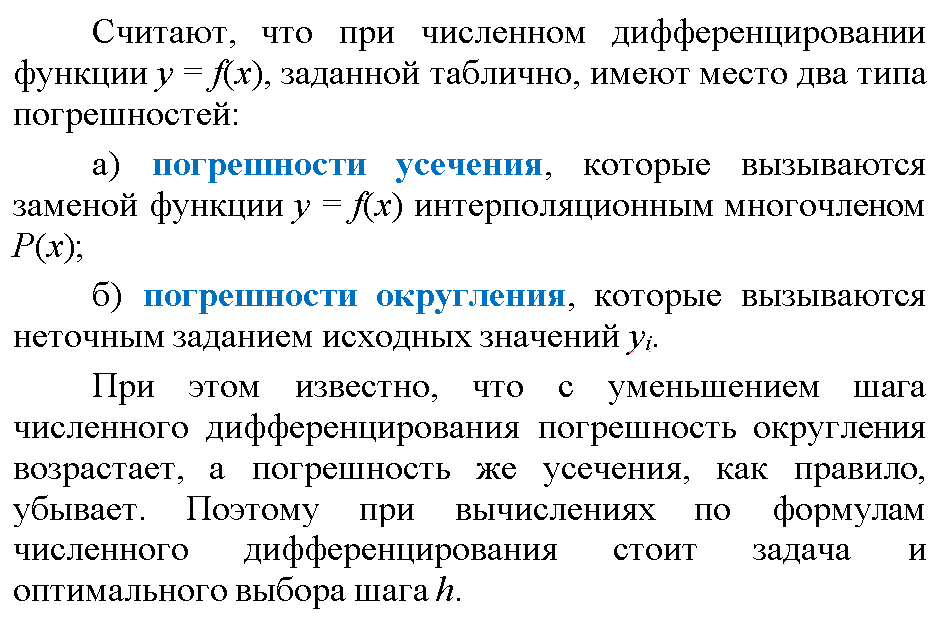 Считают, что при численном дифференцировании
функции y = f(x), заданной таблично, имеют место два типа
погрешностей:
а) погрешности усечения, которые вызываются
заменой функции y = f(x) интерполяционным многочленом
P(x);
б) погрешности округления, которые вызываются
неточным заданием исходных значений yᵢ.
При этом известно, что с уменьшением шага
численного дифференцирования погрешность округления
возрастает, а погрешность же усечения, как правило,
убывает. Поэтому при вычислениях по формулам
численного дифференцирования стоит задача и
оптимального выбора шага h.